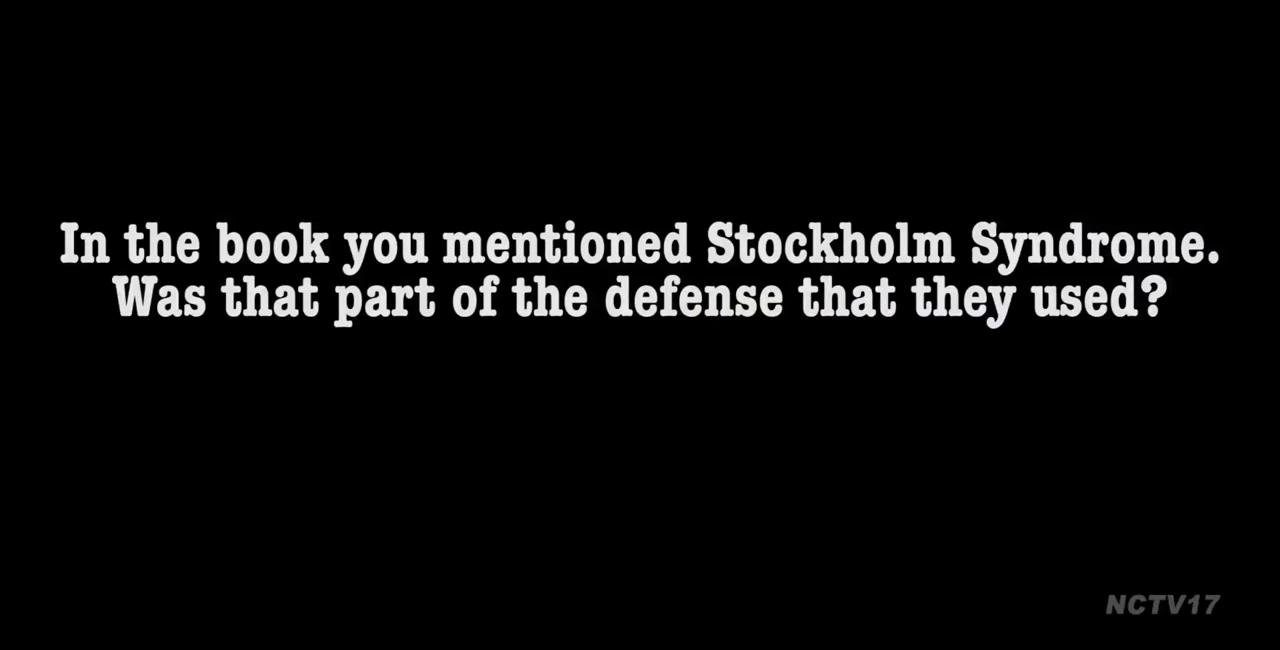 In the book you mentioned Stockholm Syndrome.
Was that part of the defense that they used?
NCTV17